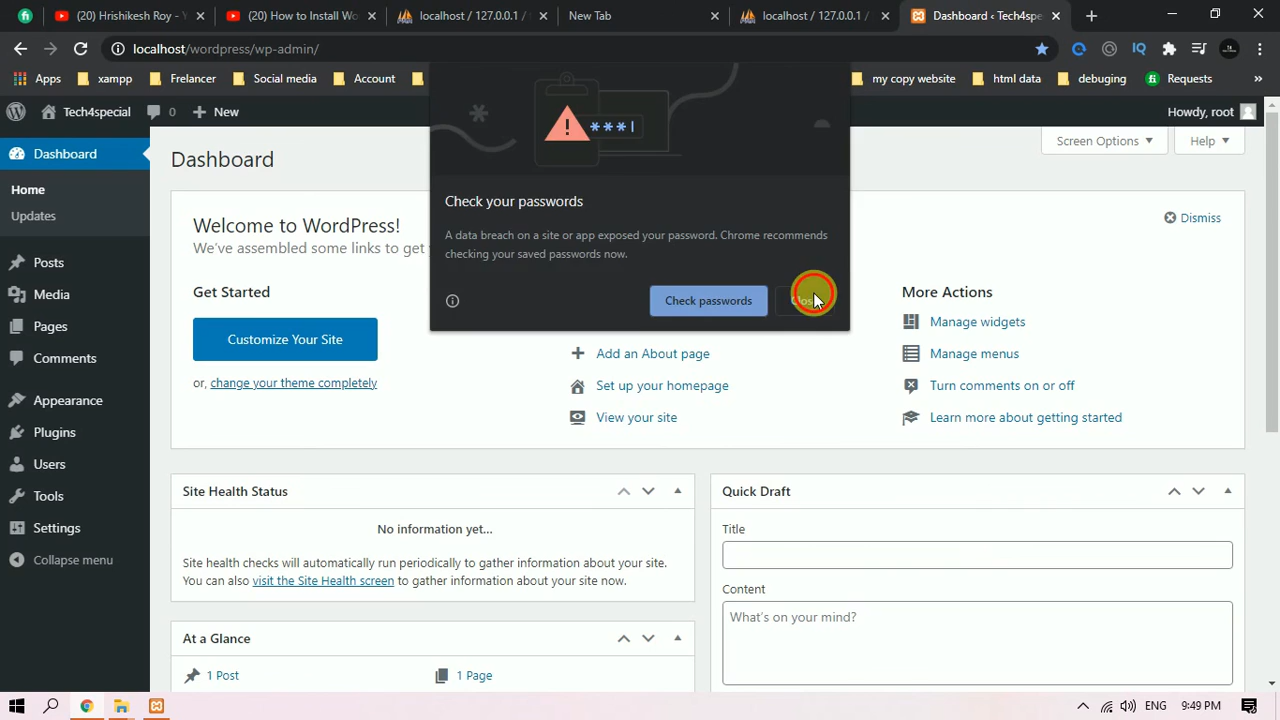 (20) Hrishikesh Roy - Y
(20) How to Install Wo
localhost / 127.0.0.1 /
New Tab
localhost / 127.0.0.1 /
Dashboard ‹ Tech4spe
localhost/wordpress/wp-admin/
IQ
Apps
xampp
Frelancer
Social media
Account
my copy website
html data
debuging
Requests
»
Tech4special
0
New
Howdy, root
Dashboard
Home
Updates
Posts
Media
Pages
Comments
Appearance
Plugins
Users
Tools
Settings
Collapse menu
Dashboard
Screen Options
Help
Welcome to WordPress!
We've assembled some links to get
Dismiss
***|
Check your passwords
A data breach on a site or app exposed your password. Chrome recommends
checking your saved passwords now.
Check passwords
Get Started
Customize Your Site
or, change your theme completely
Add an About page
Set up your homepage
View your site
More Actions
Manage widgets
Manage menus
Turn comments on or off
Learn more about getting started
Site Health Status
No information yet...
Site health checks will automatically run periodically to gather information about your site.
You can also visit the Site Health screen to gather information about your site now.
At a Glance
1 Post
1 Page
Quick Draft
Title
Content
What's on your mind?
ENG
9:49 PM